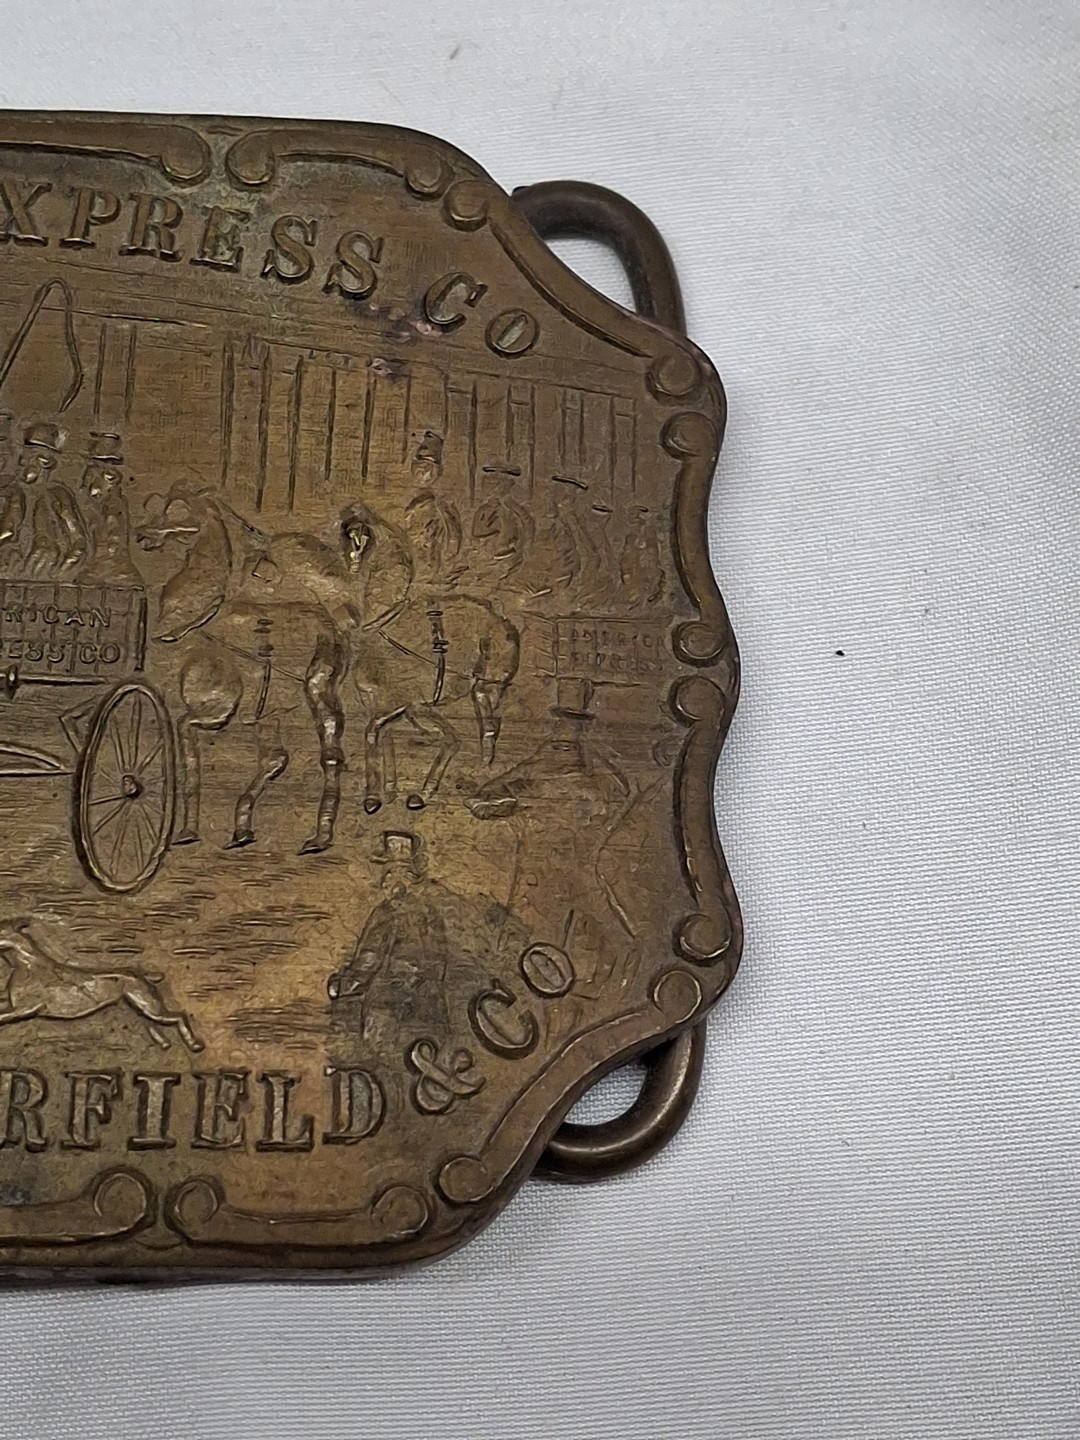 XPRESS CO
RICAN
ESS CO
RFIELD & CO